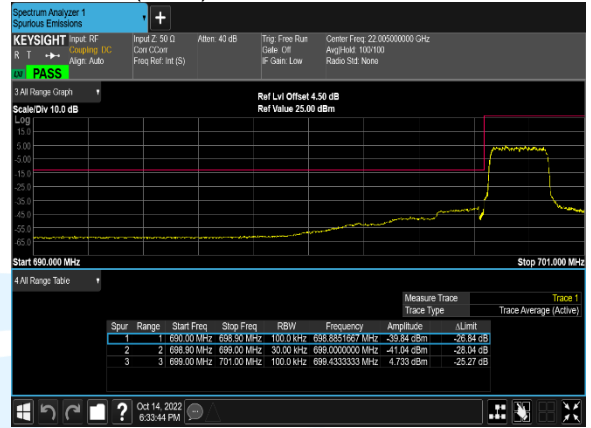 Spectrum Analyzer 1
Spurious Emissions
KEYSIGHT Input: RF Input Z: 50 Ω Atten: 40 dB Trig: Free Run Center Freq: 22.005000000 GHz
R T Coupling: DC Corr CCorr Gate: Off Avg|Hold: 100/100
Align: Auto Freq Ref: Int (S) IF Gain: Low Radio Std: None
PASS
3 All Range Graph
Ref Lvl Offset 4.50 dB
Scale/Div 10.0 dB Ref Value 25.00 dBm
Log
15.0
5.00
-5.00
-15.0
-25.0
-35.0
-45.0
-55.0
-65.0
Start 690.000 MHz Stop 701.000 MHz
4 All Range Table
Measure Trace Trace 1
Trace Type Trace Average (Active)
Spur Range Start Freq Stop Freq RBW Frequency Amplitude ΔLimit
1 1 690.00 MHz 698.90 MHz 100.0 kHz 698.8851667 MHz -39.84 dBm -26.84 dB
2 2 698.90 MHz 699.00 MHz 30.00 kHz 699.0000000 MHz -41.04 dBm -28.04 dB
3 3 699.00 MHz 701.00 MHz 100.0 kHz 699.4333333 MHz 4.733 dBm -25.27 dB
? Oct 14, 2022
6:33:44 PM